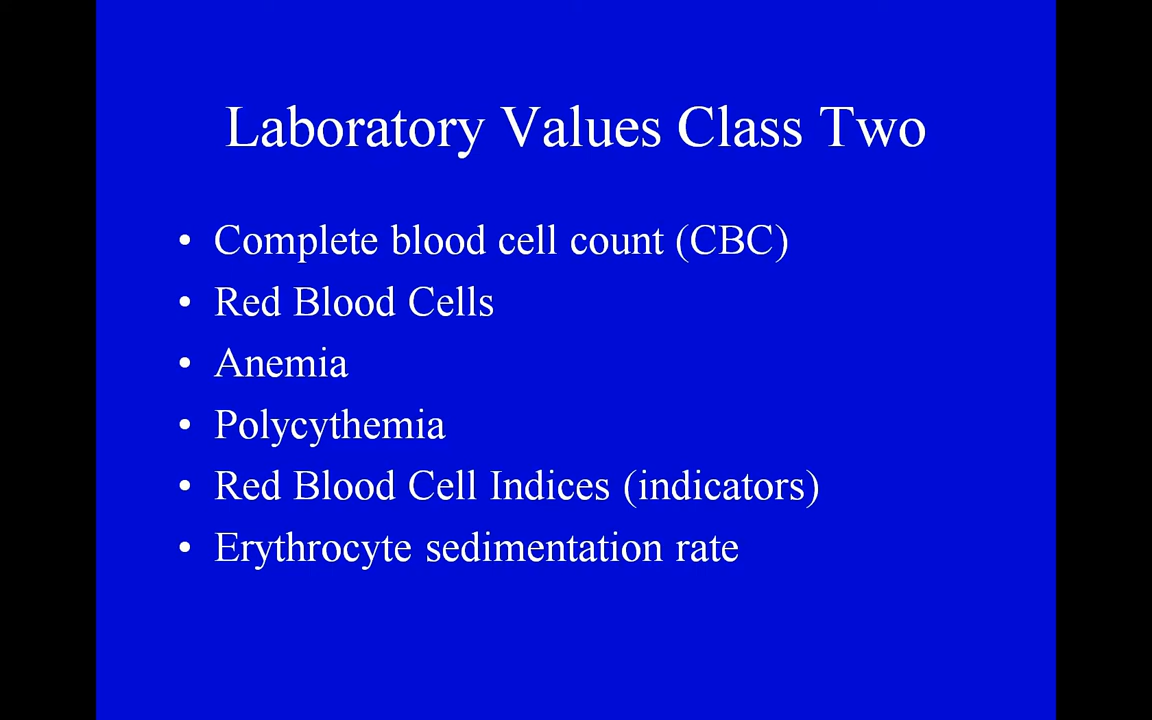 Laboratory Values Class Two
• Complete blood cell count (CBC)
• Red Blood Cells
• Anemia
• Polycythemia
• Red Blood Cell Indices (indicators)
• Erythrocyte sedimentation rate